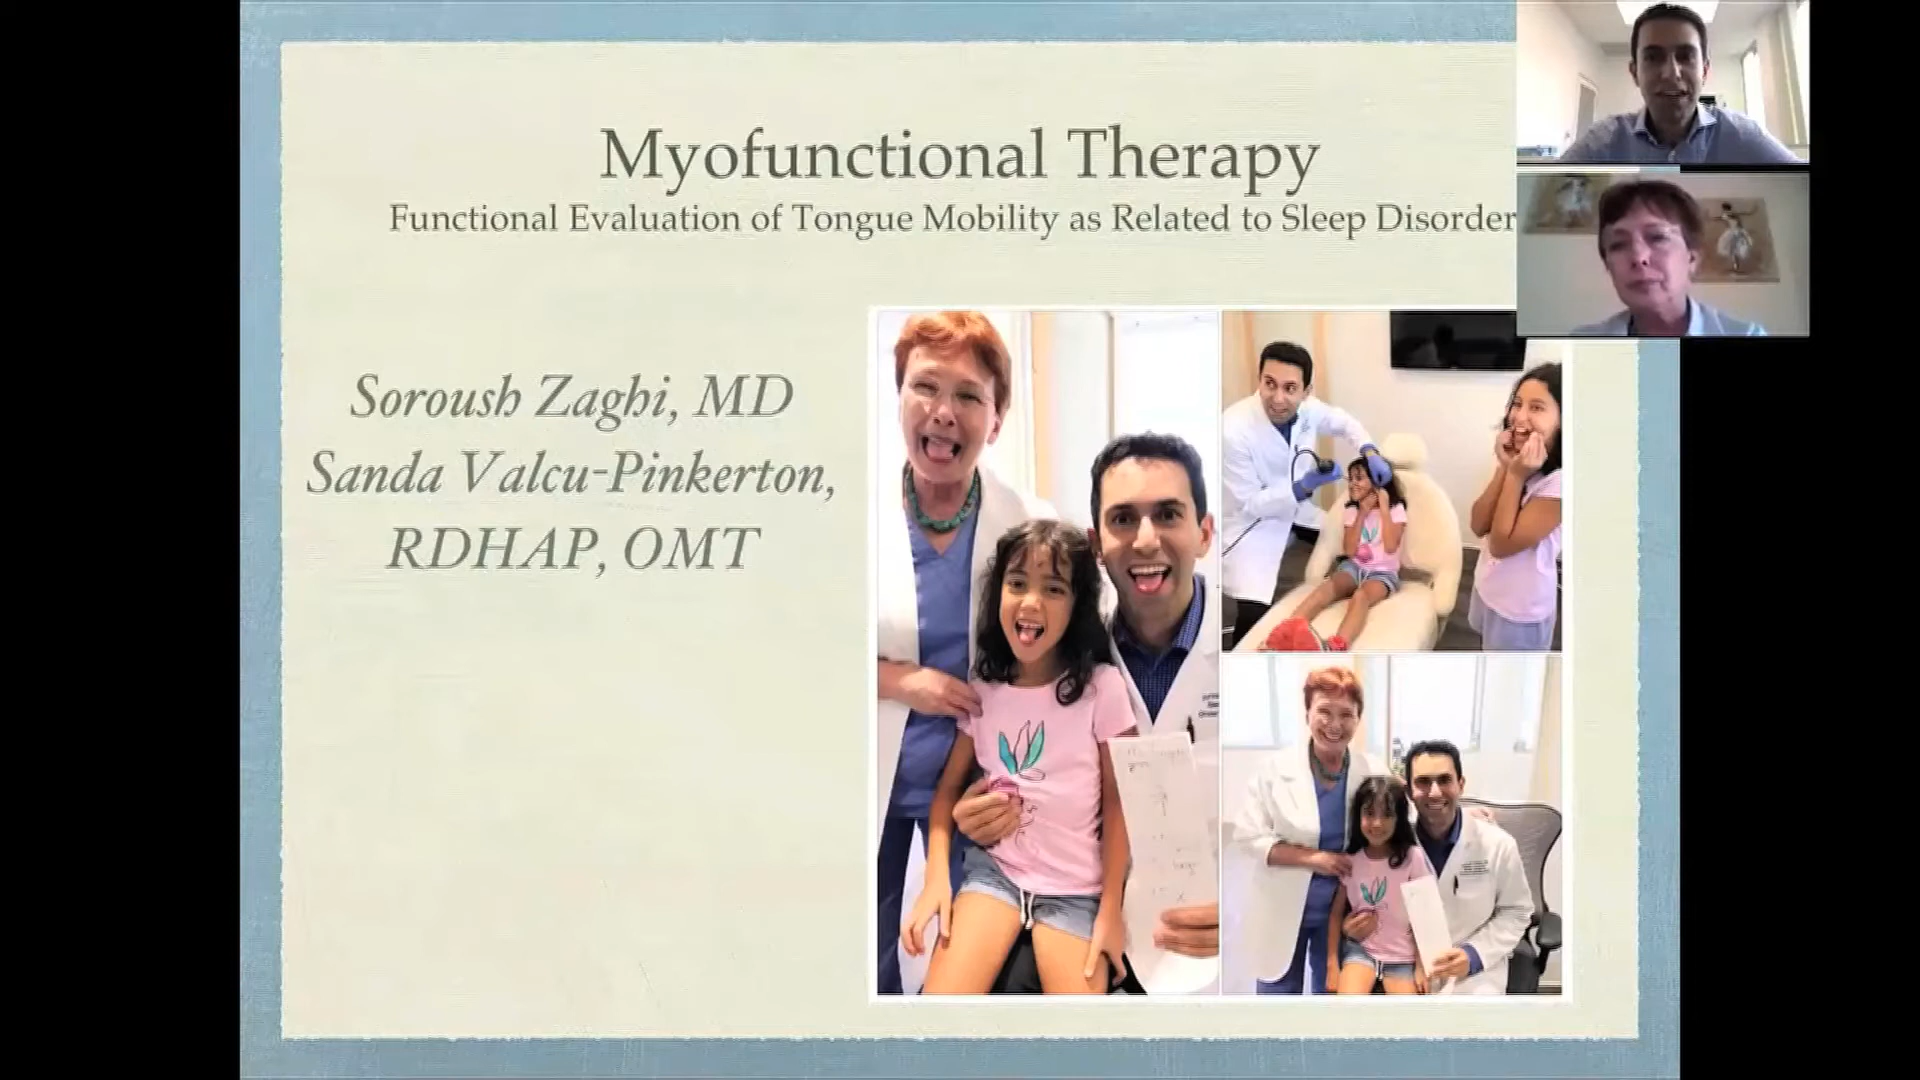 Myofunctional Therapy
Functional Evaluation of Tongue Mobility as Related to Sleep Disorder
Soroush Zaghi, MD
Sanda Valcu-Pinkerton,
RDHAP, OMT